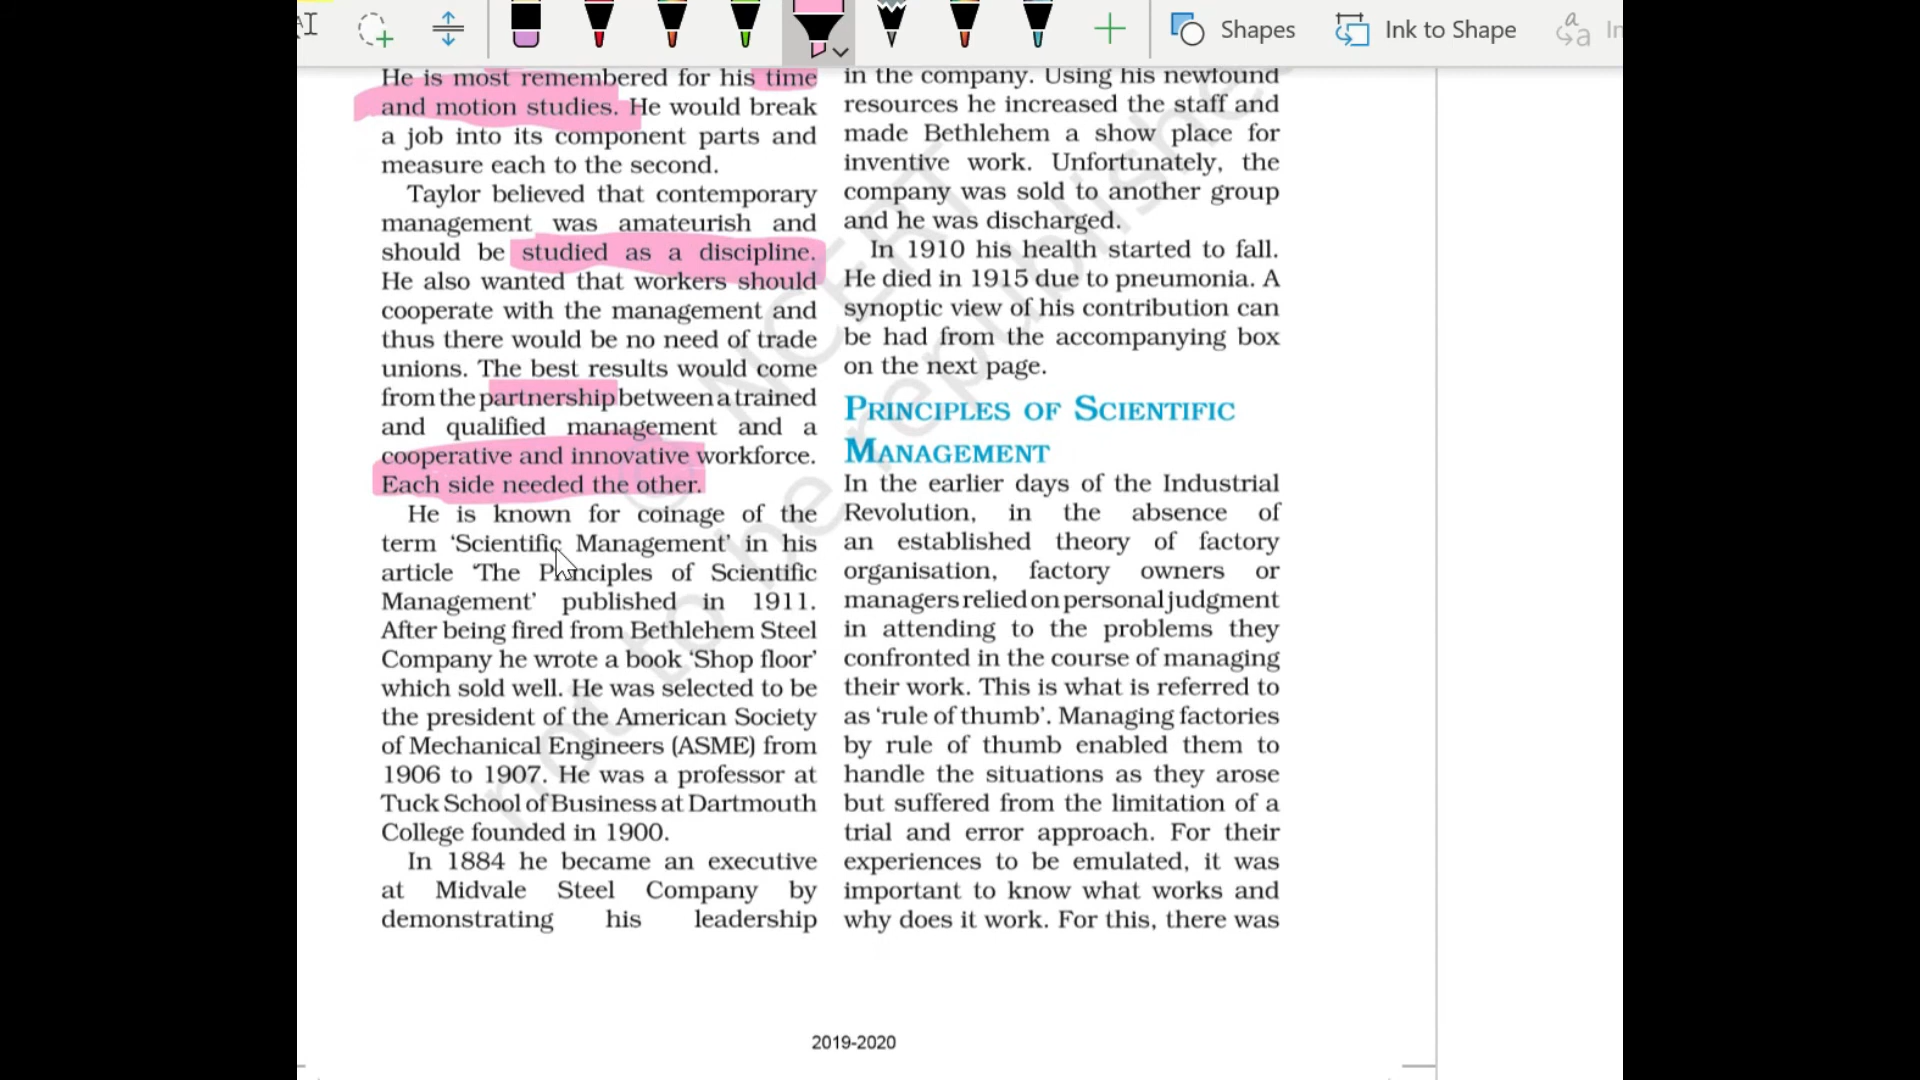 Shapes
Ink to Shape
He is most remembered for his time
and motion studies. He would break
a job into its component parts and
measure each to the second.
Taylor believed that contemporary
management was amateurish and
should be studied as a discipline.
He also wanted that workers should
cooperate with the management and
thus there would be no need of trade
unions. The best results would come
from the partnership between a trained
and qualified management and a
cooperative and innovative workforce.
Each side needed the other.
He is known for coinage of the
term ‘Scientific Management’ in his
article ‘The Principles of Scientific
Management’ published in 1911.
After being fired from Bethlehem Steel
Company he wrote a book ‘Shop floor’
which sold well. He was selected to be
the president of the American Society
of Mechanical Engineers (ASME) from
1906 to 1907. He was a professor at
Tuck School of Business at Dartmouth
College founded in 1900.
In 1884 he became an executive
at Midvale Steel Company by
demonstrating his leadership
in the company. Using his newfound
resources he increased the staff and
made Bethlehem a show place for
inventive work. Unfortunately, the
company was sold to another group
and he was discharged.
In 1910 his health started to fall.
He died in 1915 due to pneumonia. A
synoptic view of his contribution can
be had from the accompanying box
on the next page.
PRINCIPLES OF SCIENTIFIC
MANAGEMENT
In the earlier days of the Industrial
Revolution, in the absence of
an established theory of factory
organisation, factory owners or
managers relied on personal judgment
in attending to the problems they
confronted in the course of managing
their work. This is what is referred to
as ‘rule of thumb’. Managing factories
by rule of thumb enabled them to
handle the situations as they arose
but suffered from the limitation of a
trial and error approach. For their
experiences to be emulated, it was
important to know what works and
why does it work. For this, there was
© NCERT
not to be republishe
2019-2020